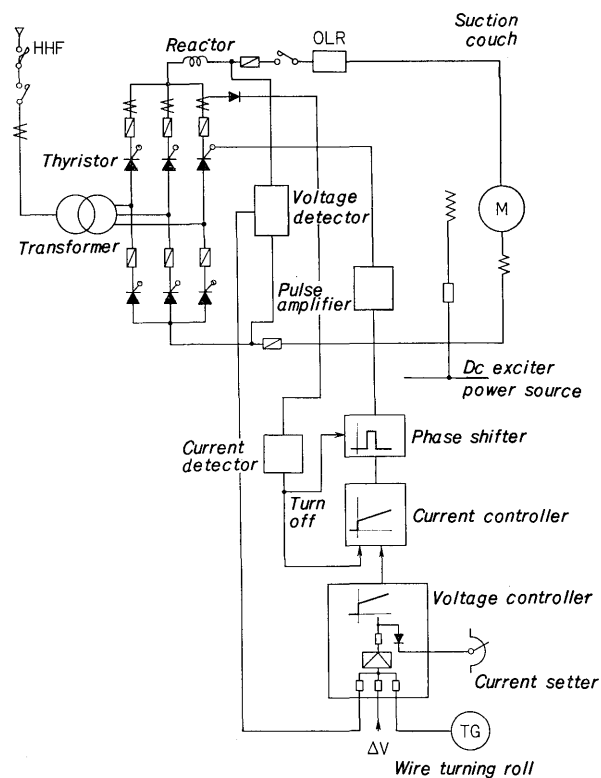 Suction
couch
HHF
Reactor
OLR
Thyristor
Voltage
detector
M
Transformer
Pulse
amplifier
Dc exciter
power source
Current
detector
Phase shifter
Turn
off
Current controller
Voltage controller
Current setter
ΔV
TG
Wire turning roll